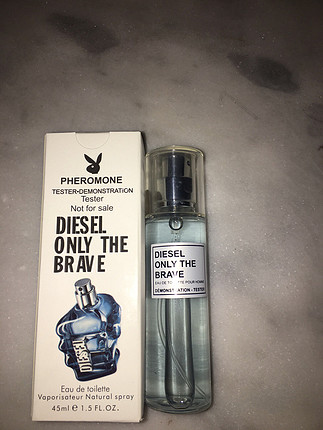 PHEROMONE
TESTER-DEMONSTRATION
Tester
Not for sale
DIESEL
ONLY THE
BRAVE
DIESEL
Eau de toilette
Vaporisateur Natural spray
45ml e 1.5 FL.OZ.
DIESEL
ONLY THE
BRAVE
EAU DE TOILETTE POUR HOMME
DEMONSTRATION - TESTER